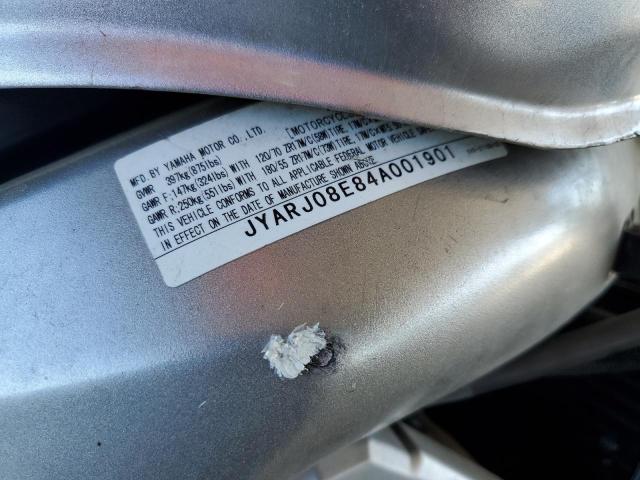 MFD BY YAMAHA MOTOR CO.,LTD. [MOTORCYCLE
GVWR 397kg(875lbs)
GAWR F:147kg(324lbs) WITH 120/70 ZR17M/C(58W)TIRE,
GAWR R:250kg(551lbs) WITH 180/55 ZR17M/C(73W)TIRE,
THIS VEHICLE CONFORMS TO ALL APPLICABLE FEDERAL MOTOR VEHICLE
IN EFFECT ON THE DATE OF MANUFACTURE SHOWN ABOVE.
JYARJ08E84A001901